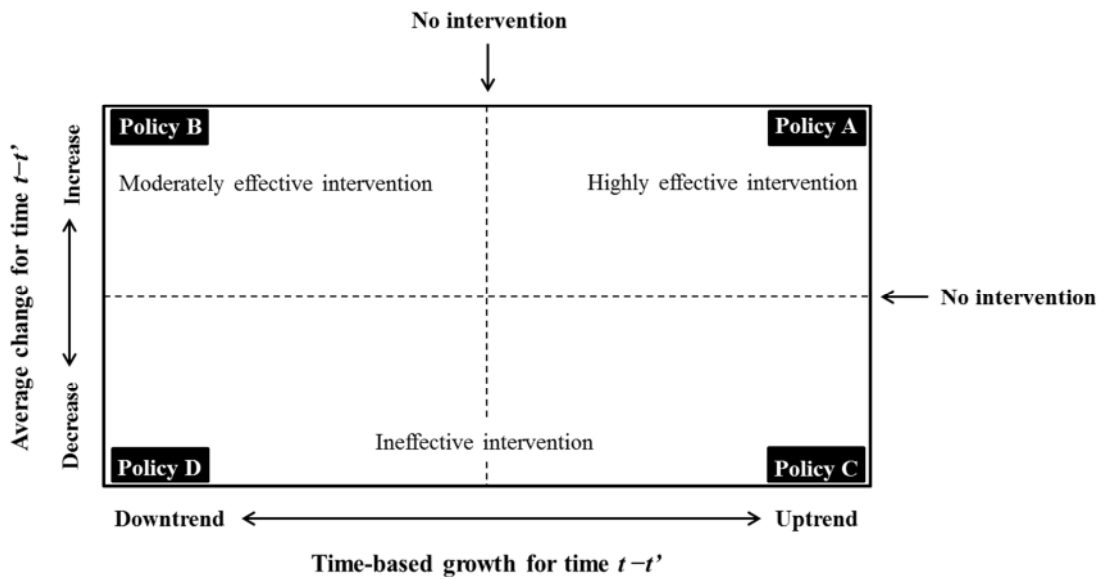 No intervention
Policy B
Policy A
Increase
Moderately effective intervention
Highly effective intervention
Average change for time t–t’
No intervention
Decrease
Ineffective intervention
Policy D
Policy C
Downtrend
Uptrend
Time-based growth for time t –t’